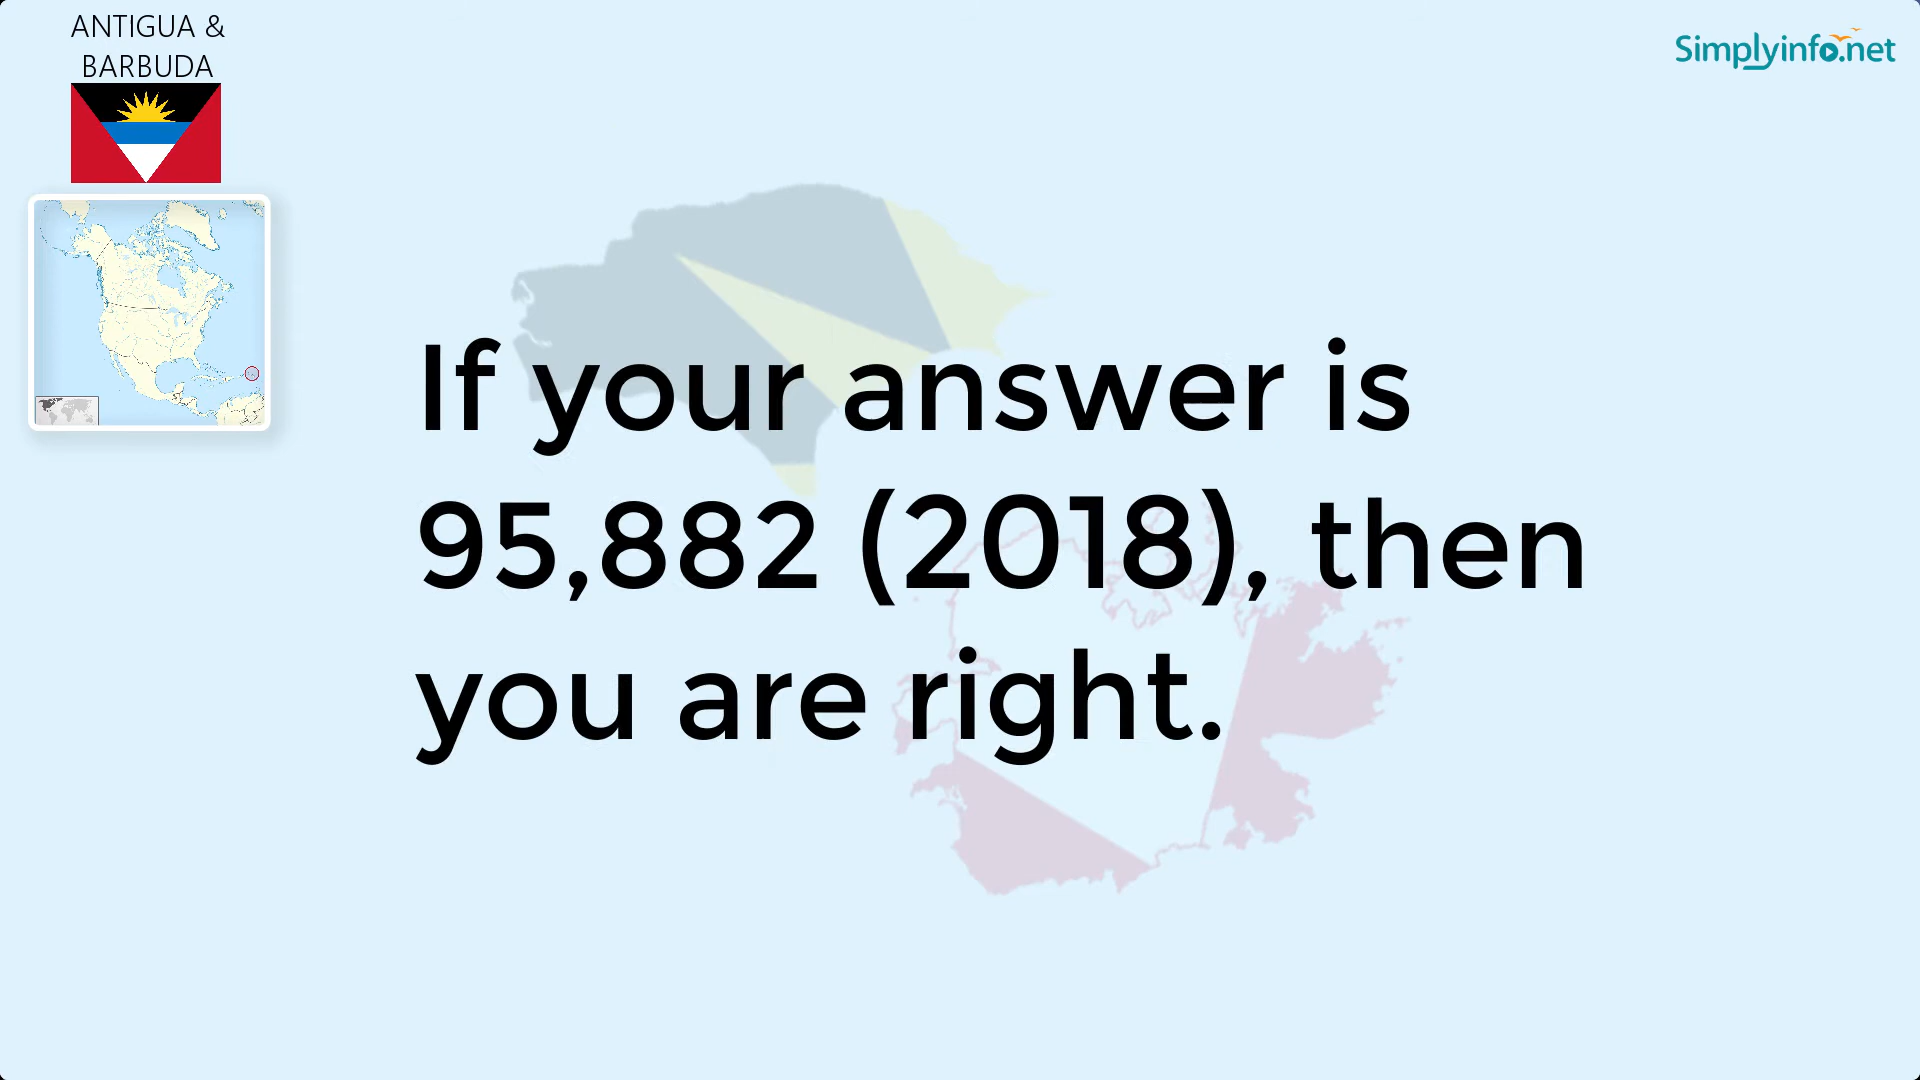 ANTIGUA &
BARBUDA
Simplyinfo.net
If your answer is
95,882 (2018), then
you are right.